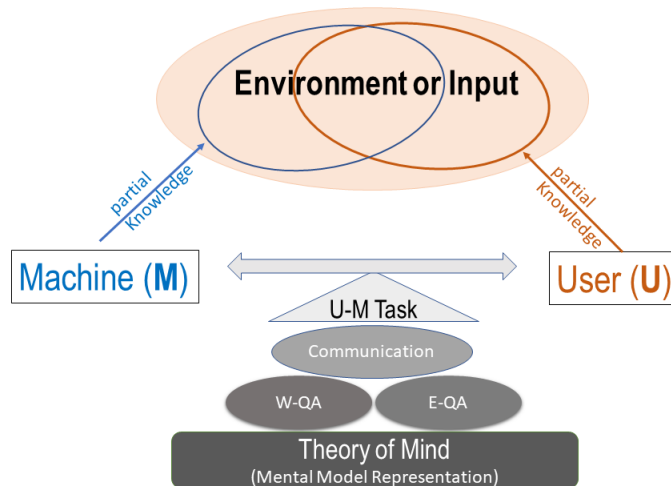 Environment or Input
partial
Knowledge
partial
Knowledge
Machine (M)
User (U)
U-M Task
Communication
W-QA
E-QA
Theory of Mind
(Mental Model Representation)